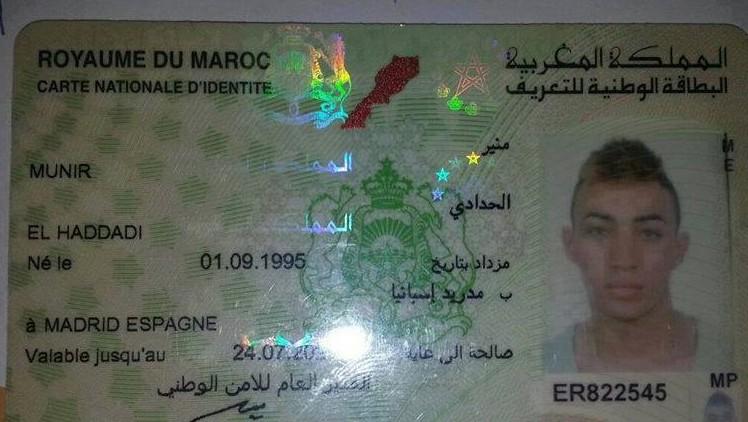 ROYAUME DU MAROC
المملكة المغربية
CARTE NATIONALE D'IDENTITE
البطاقة الوطنية للتعريف
منير
MUNIR
الحدادي
EL HADDADI
Né le 01.09.1995 مزداد بتاريخ
ب مدريد إسبانيا
à MADRID ESPAGNE
Valable jusqu'au 24.07. صالحة الى غاية
المدير العام للامن الوطني
ER822545
MP